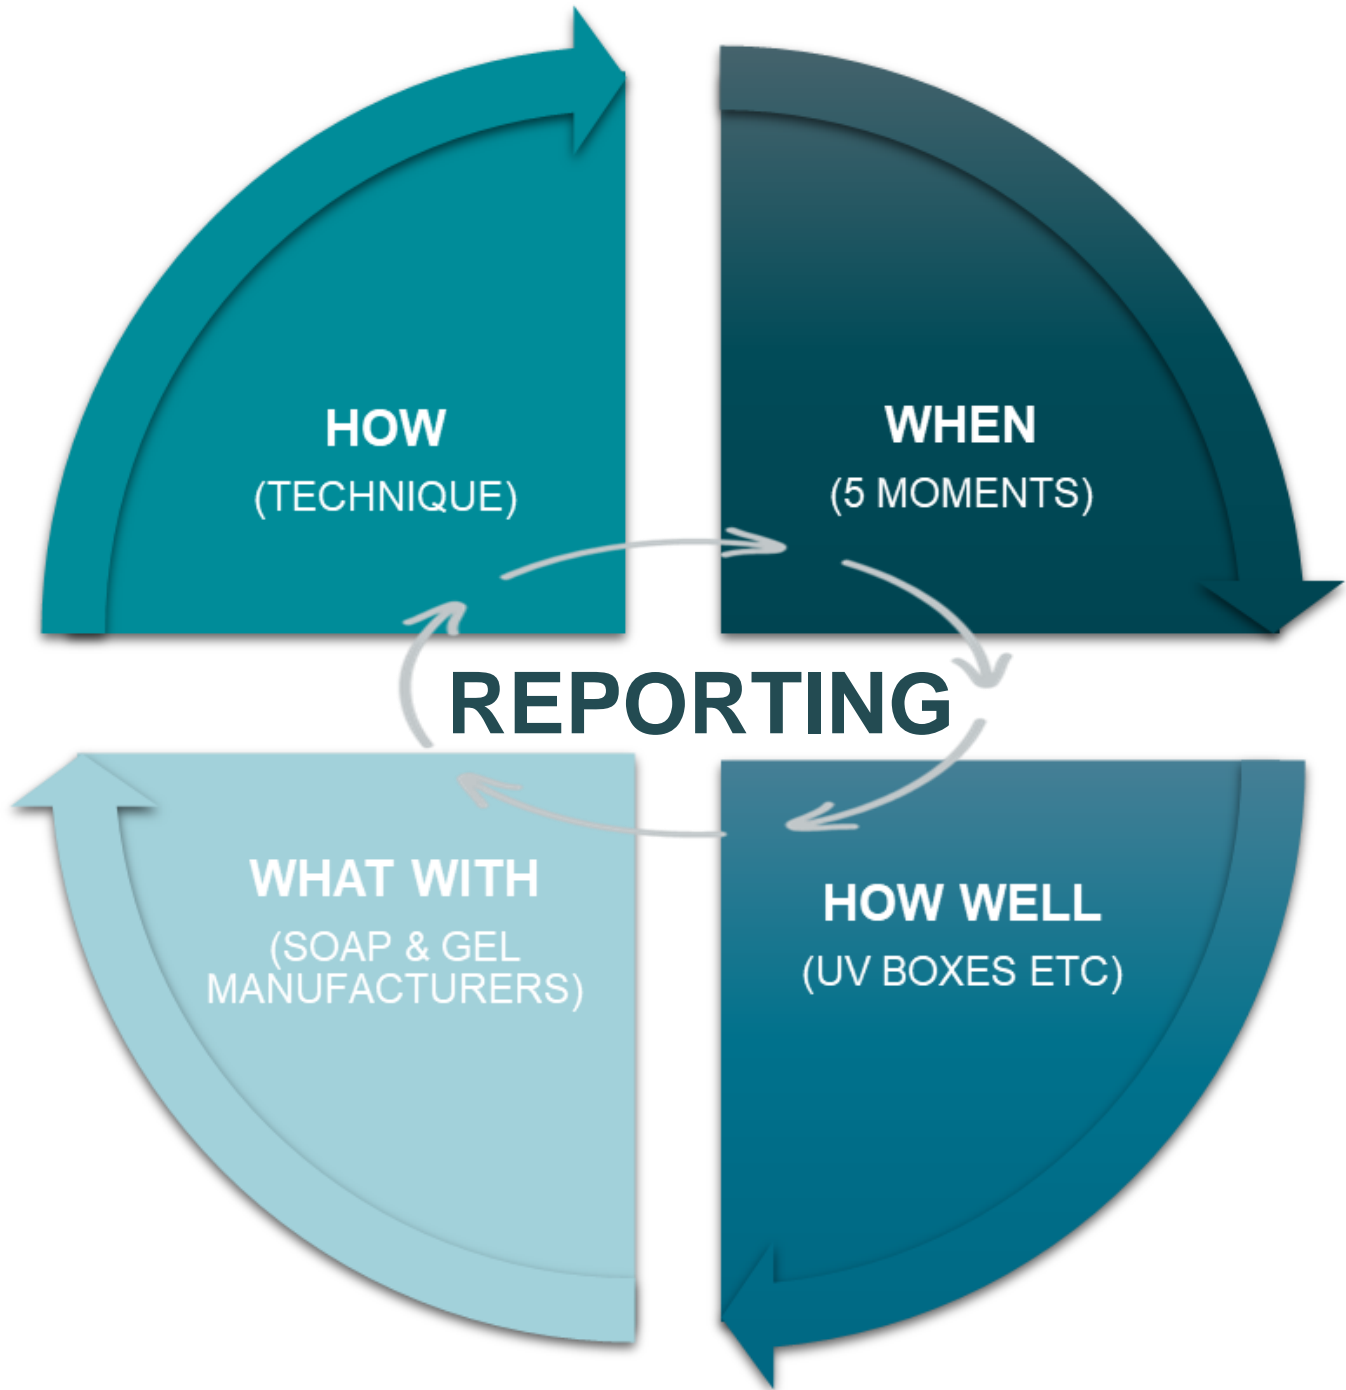 HOW
(TECHNIQUE)
WHEN
(5 MOMENTS)
REPORTING
WHAT WITH
(SOAP & GEL
MANUFACTURERS)
HOW WELL
(UV BOXES ETC)